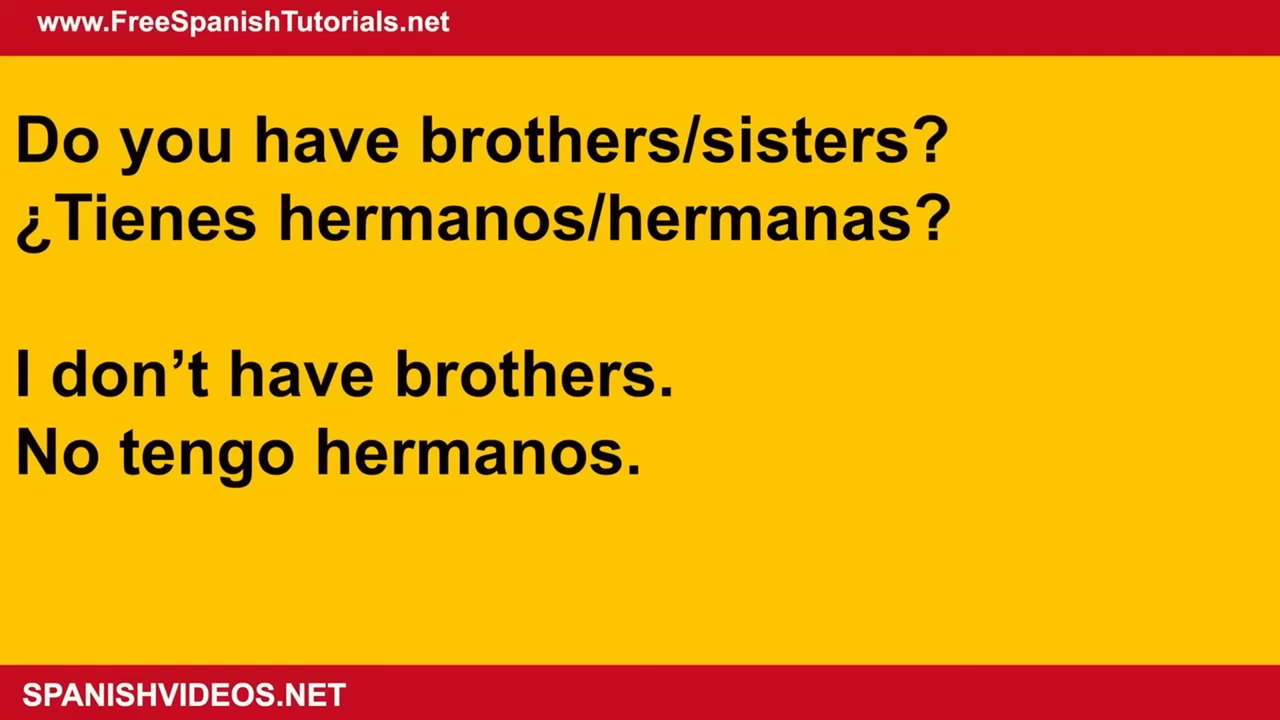 www.FreeSpanishTutorials.net
Do you have brothers/sisters?
¿Tienes hermanos/hermanas?
I don’t have brothers.
No tengo hermanos.
SPANISHVIDEOS.NET